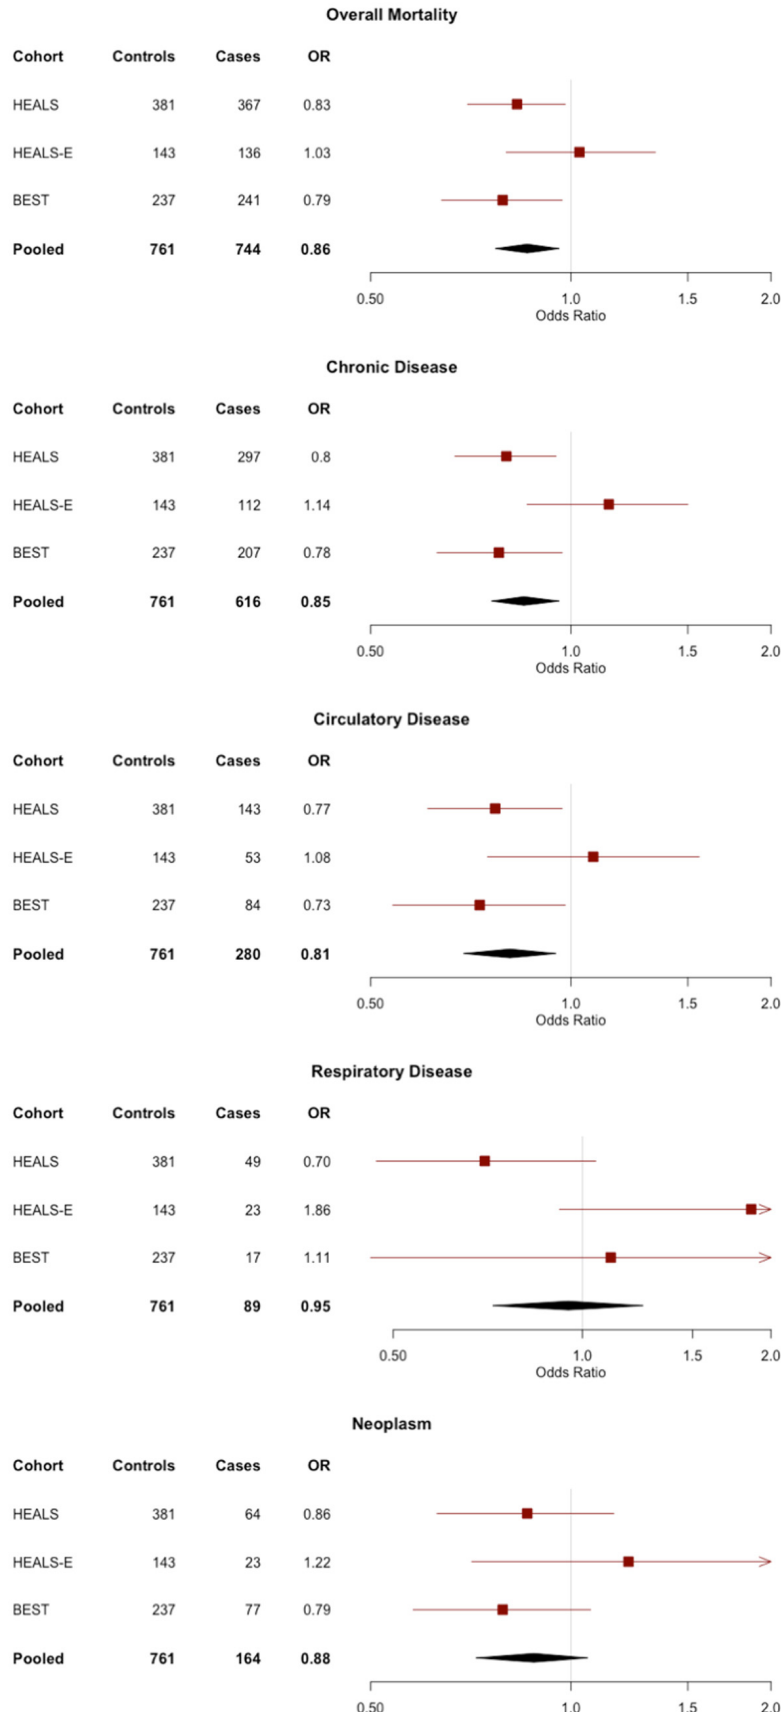 Overall Mortality
Cohort Controls Cases OR
HEALS 381 367 0.83
HEALS-E 143 136 1.03
BEST 237 241 0.79
Pooled 761 744 0.86
0.50 1.0 1.5 2.0
Odds Ratio
Chronic Disease
Cohort Controls Cases OR
HEALS 381 297 0.8
HEALS-E 143 112 1.14
BEST 237 207 0.78
Pooled 761 616 0.85
0.50 1.0 1.5 2.0
Odds Ratio
Circulatory Disease
Cohort Controls Cases OR
HEALS 381 143 0.77
HEALS-E 143 53 1.08
BEST 237 84 0.73
Pooled 761 280 0.81
0.50 1.0 1.5 2.0
Odds Ratio
Respiratory Disease
Cohort Controls Cases OR
HEALS 381 49 0.70
HEALS-E 143 23 1.86
BEST 237 17 1.11
Pooled 761 89 0.95
0.50 1.0 1.5 2.0
Odds Ratio
Neoplasm
Cohort Controls Cases OR
HEALS 381 64 0.86
HEALS-E 143 23 1.22
BEST 237 77 0.79
Pooled 761 164 0.88
0.50 1.0 1.5 2.0